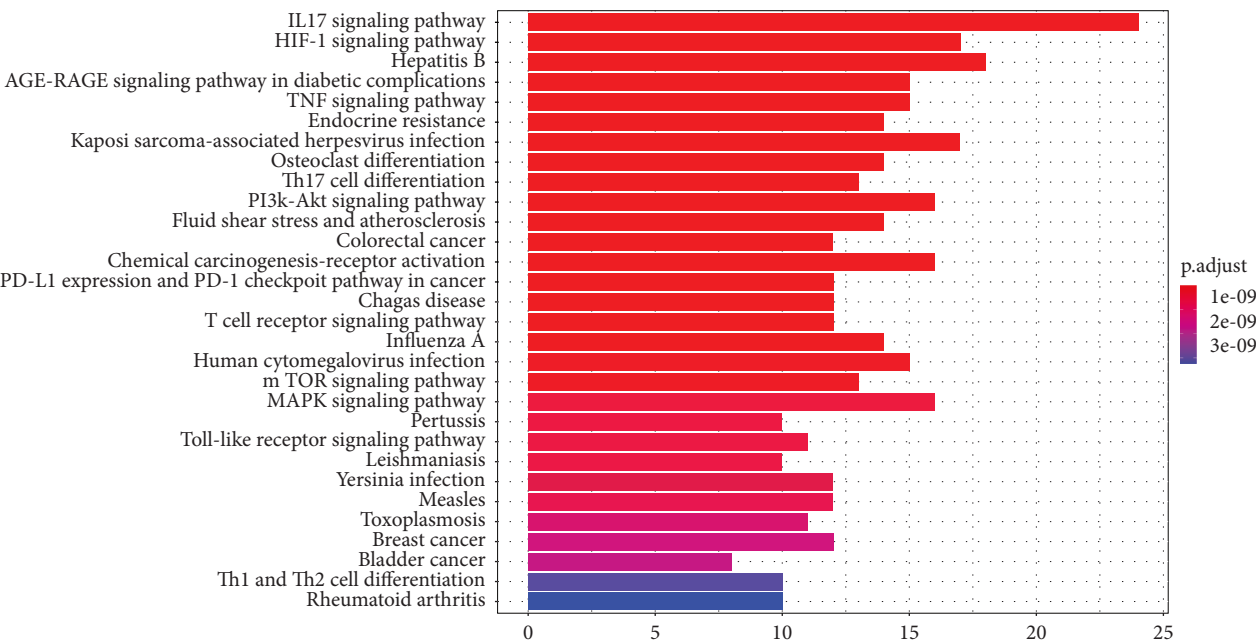 IL17 signaling pathway
HIF-1 signaling pathway
Hepatitis B
AGE-RAGE signaling pathway in diabetic complications
TNF signaling pathway
Endocrine resistance
Kaposi sarcoma-associated herpesvirus infection
Osteoclast differentiation
Th17 cell differentiation
PI3k-Akt signaling pathway
Fluid shear stress and atherosclerosis
Colorectal cancer
Chemical carcinogenesis-receptor activation
PD-L1 expression and PD-1 checkpoit pathway in cancer
Chagas disease
T cell receptor signaling pathway
Influenza A
Human cytomegalovirus infection
m TOR signaling pathway
MAPK signaling pathway
Pertussis
Toll-like receptor signaling pathway
Leishmaniasis
Yersinia infection
Measles
Toxoplasmosis
Breast cancer
Bladder cancer
Th1 and Th2 cell differentiation
Rheumatoid arthritis
0 5 10 15 20 25
p.adjust
1e-09
2e-09
3e-09